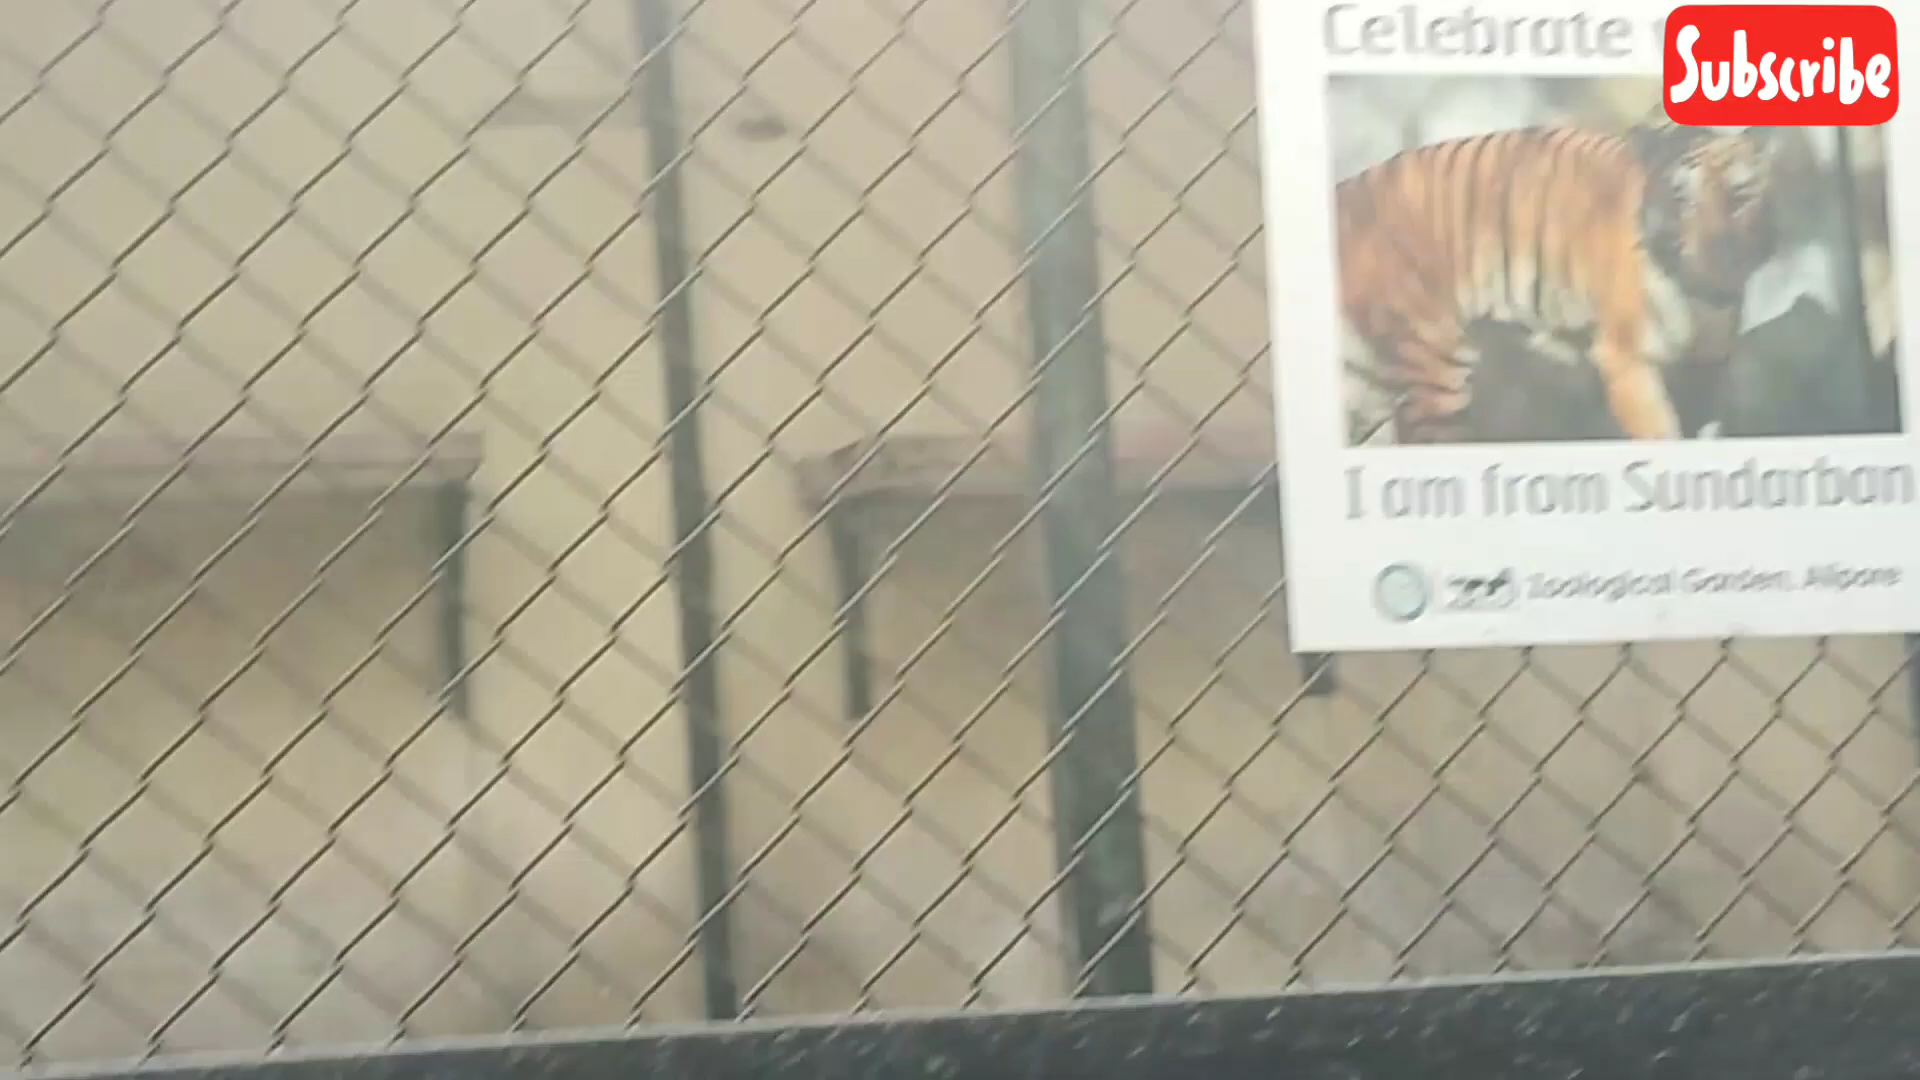 Celebrate
Subscribe
I am from Sundarban
Zoological Garden, Alipore